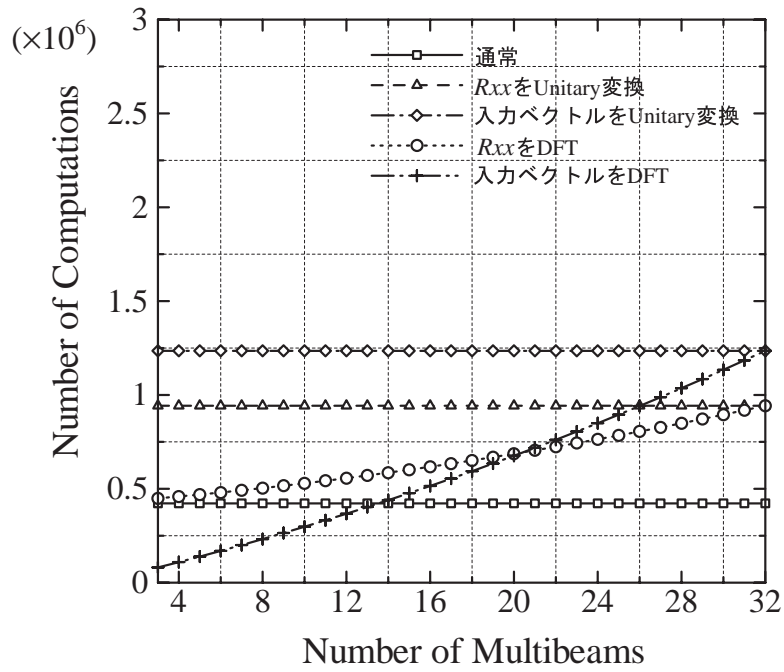 (×10⁶)
3
2.5
2
1.5
1
0.5
0
Number of Computations
通常
RxxをUnitary変換
入力ベクトルをUnitary変換
RxxをDFT
入力ベクトルをDFT
4 8 12 16 20 24 28 32
Number of Multibeams